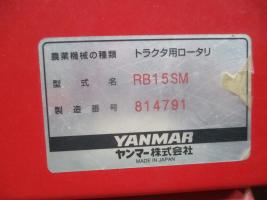 農業機械の種類 トラクタ用ロータリ
型式名 RB15SM
製造番号 814791
YANMAR
ヤンマー株式会社
MADE IN JAPAN